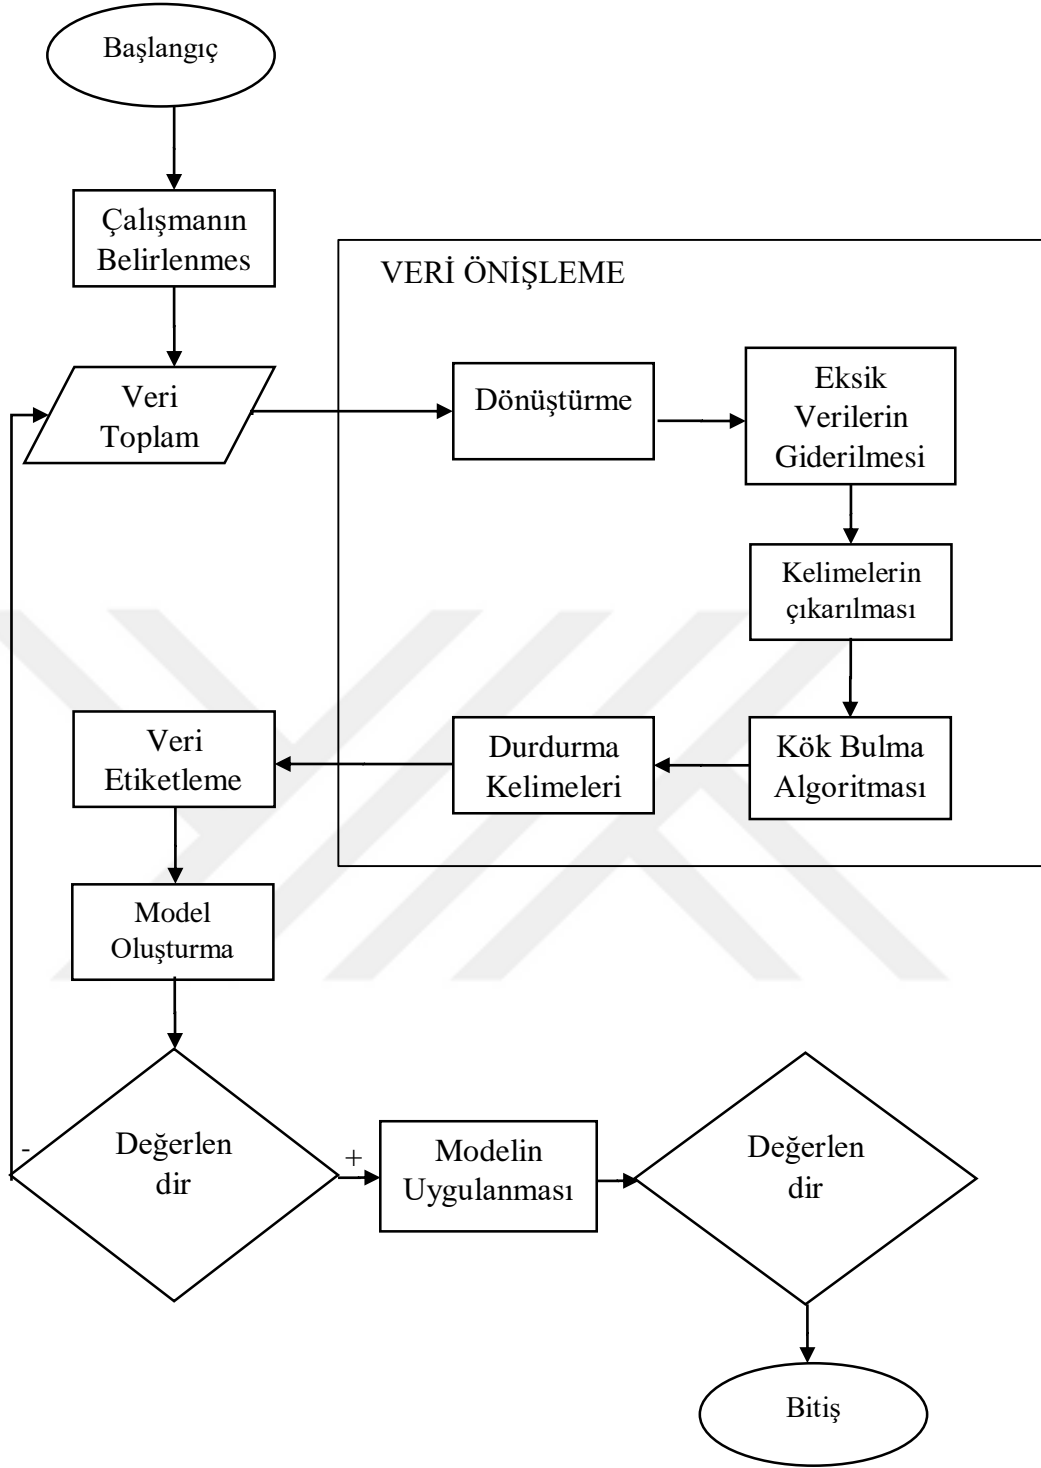 Başlangıç
Çalışmanın
Belirlenmes
VERİ ÖNİŞLEME
Veri
Toplam
Dönüştürme
Eksik
Verilerin
Giderilmesi
Kelimelerin
çıkarılması
Kök Bulma
Algoritması
Durdurma
Kelimeleri
Veri
Etiketleme
Model
Oluşturma
Değerlen
dir
-
+
Modelin
Uygulanması
Değerlen
dir
Bitiş